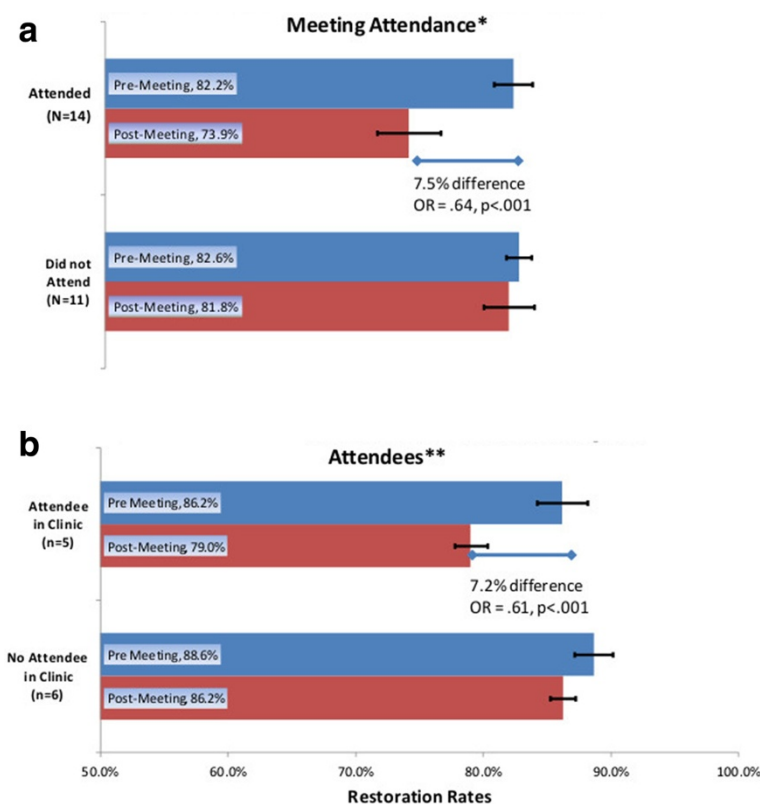 a
Meeting Attendance*
Attended
(N=14)
Pre-Meeting, 82.2%
Post-Meeting, 73.9%
7.5% difference
OR = .64, p<.001
Did not
Attend
(N=11)
Pre-Meeting, 82.6%
Post-Meeting, 81.8%
b
Attendees**
Attendee
in Clinic
(n=5)
Pre Meeting, 86.2%
Post-Meeting, 79.0%
7.2% difference
OR = .61, p<.001
No Attendee
in Clinic
(n=6)
Pre Meeting, 88.6%
Post-Meeting, 86.2%
50.0% 60.0% 70.0% 80.0% 90.0% 100.0%
Restoration Rates